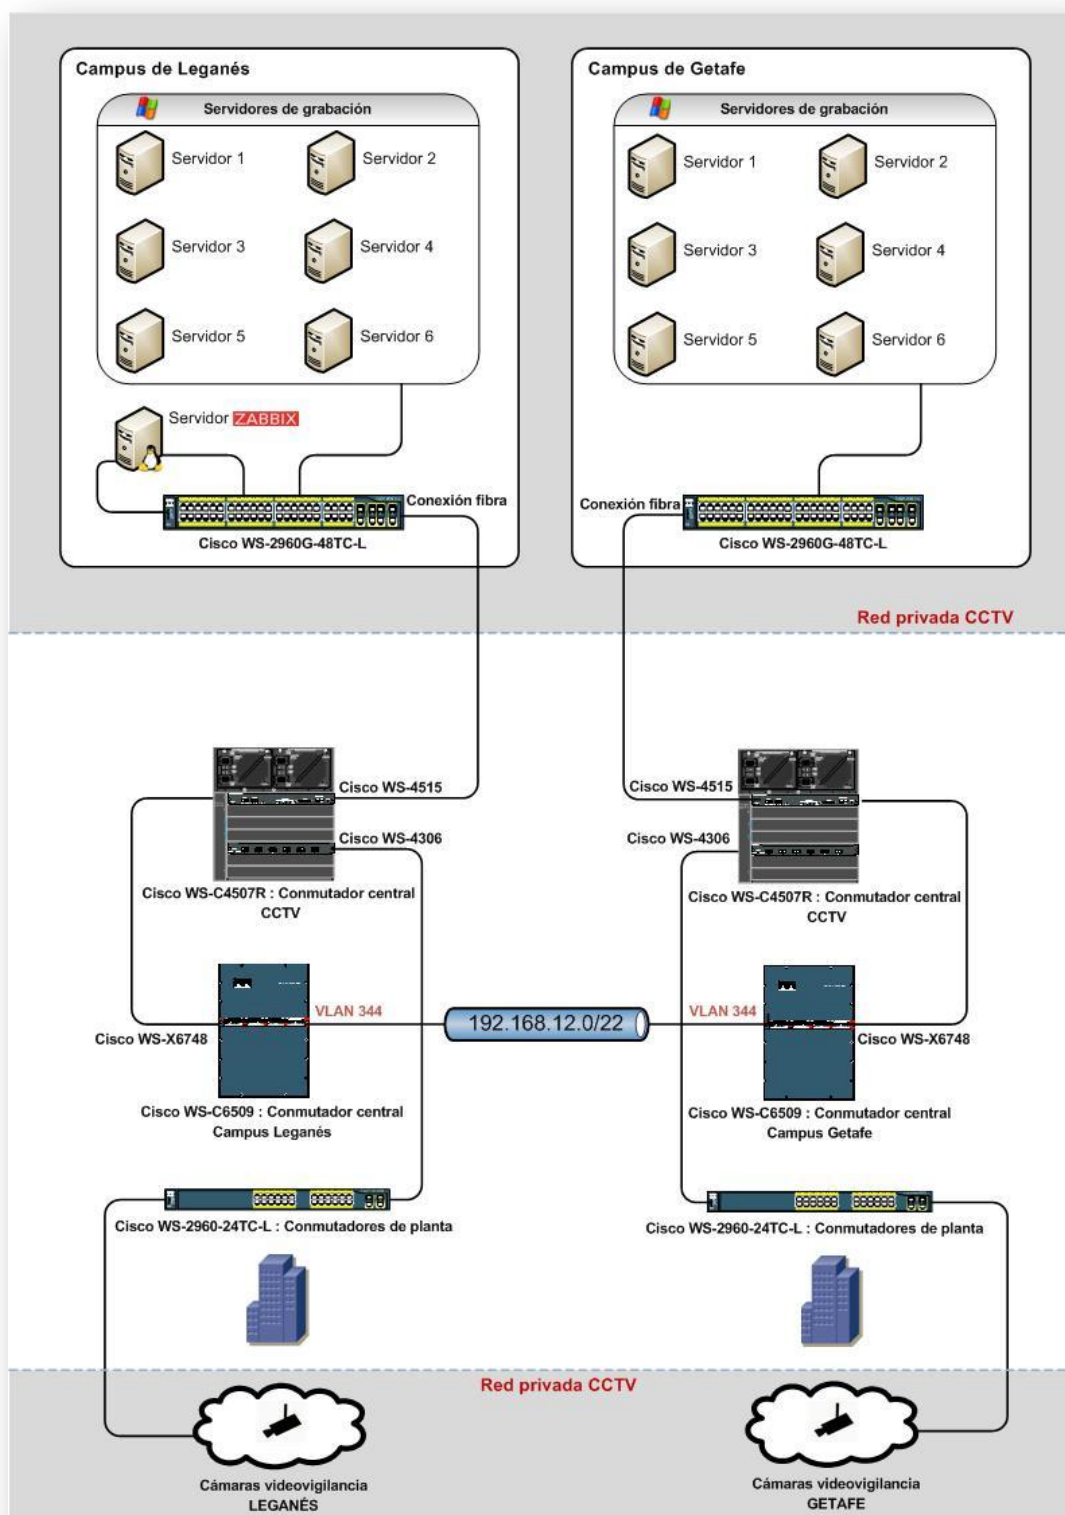 Campus de Leganés
Servidores de grabación
Servidor 1
Servidor 2
Servidor 3
Servidor 4
Servidor 5
Servidor 6
Servidor ZABBIX
Conexión fibra
Cisco WS-2960G-48TC-L
Campus de Getafe
Servidores de grabación
Servidor 1
Servidor 2
Servidor 3
Servidor 4
Servidor 5
Servidor 6
Conexión fibra
Cisco WS-2960G-48TC-L
Red privada CCTV
Cisco WS-4515
Cisco WS-4306
Cisco WS-C4507R : Conmutador central
CCTV
Cisco WS-4515
Cisco WS-4306
Cisco WS-C4507R : Conmutador central
CCTV
VLAN 344
192.168.12.0/22
VLAN 344
Cisco WS-X6748
Cisco WS-X6748
Cisco WS-C6509 : Conmutador central
Campus Leganés
Cisco WS-C6509 : Conmutador central
Campus Getafe
Cisco WS-2960-24TC-L : Conmutadores de planta
Cisco WS-2960-24TC-L : Conmutadores de planta
Red privada CCTV
Cámaras videovigilancia
LEGANÉS
Cámaras videovigilancia
GETAFE